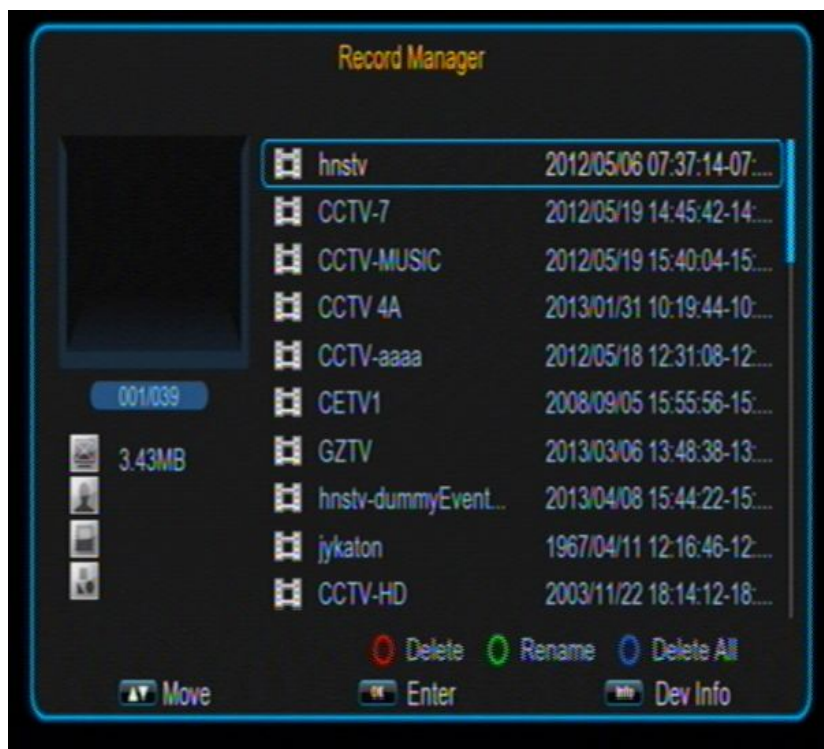 Record Manager
hnstv 2012/05/06 07:37:14-07:...
CCTV-7 2012/05/19 14:45:42-14:...
CCTV-MUSIC 2012/05/19 15:40:04-15:...
CCTV 4A 2013/01/31 10:19:44-10:...
CCTV-aaaa 2012/05/18 12:31:08-12:...
CETV1 2008/09/05 15:55:56-15:...
GZTV 2013/03/06 13:48:38-13:...
hnstv-dummyEvent... 2013/04/08 15:44:22-15:...
jykaton 1967/04/11 12:16:46-12:...
CCTV-HD 2003/11/22 18:14:12-18:...
001/039
3.43MB
Delete Rename Delete All
Move OK Enter Info Dev Info